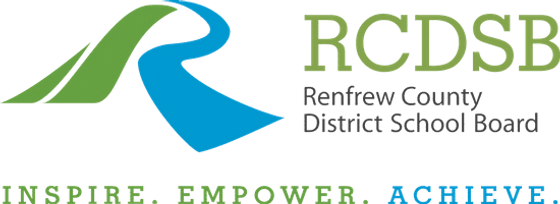 RCDSB
Renfrew County
District School Board
INSPIRE. EMPOWER. ACHIEVE.